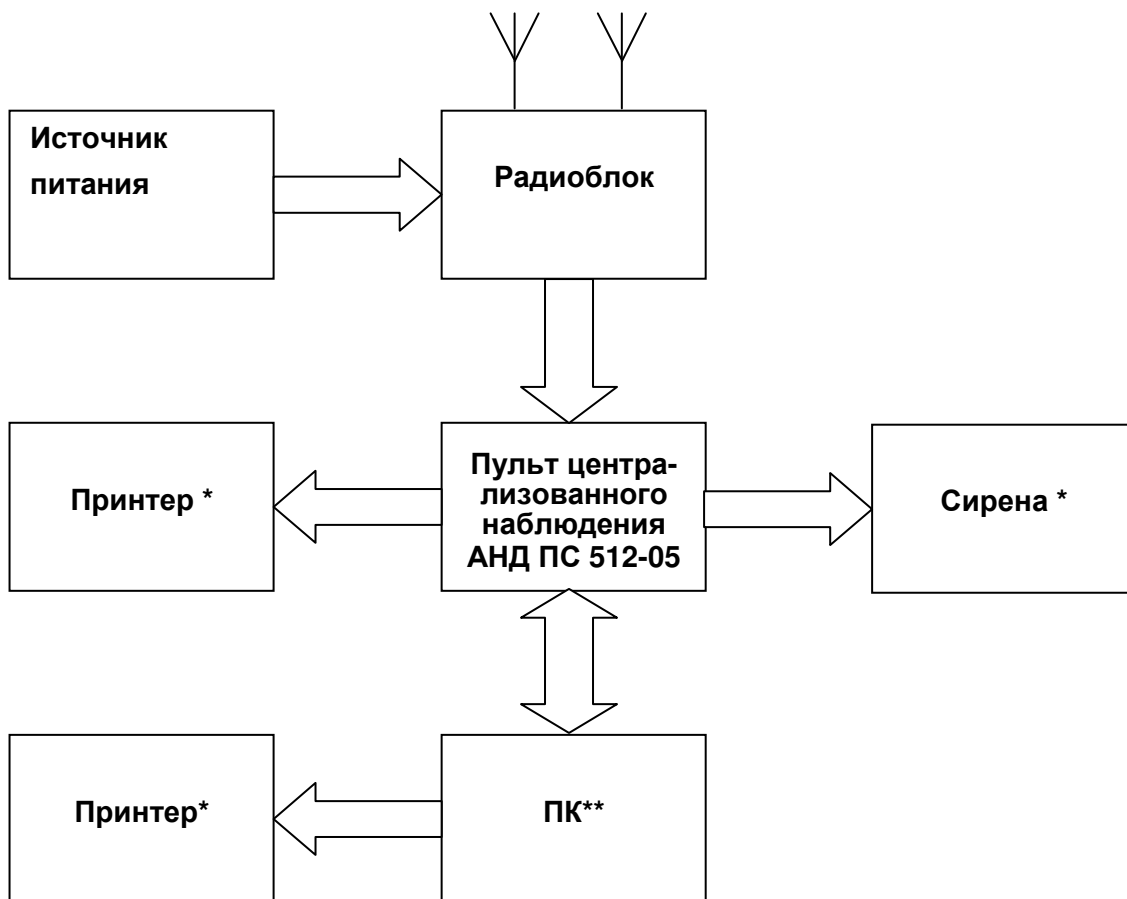 Источник
питания
Радиоблок
Принтер *
Пульт центра-
лизованного
наблюдения
АНД ПС 512-05
Сирена *
Принтер*
ПК**